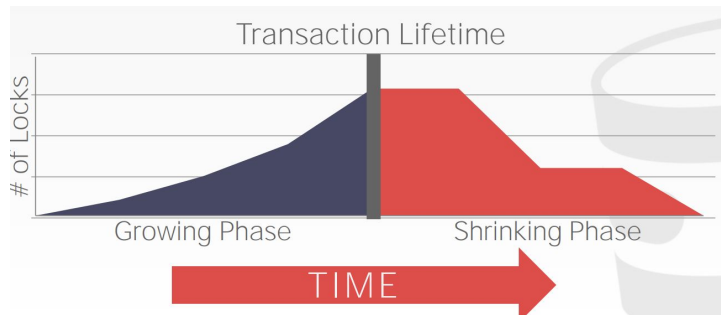 Transaction Lifetime
# of Locks
Growing Phase
Shrinking Phase
TIME